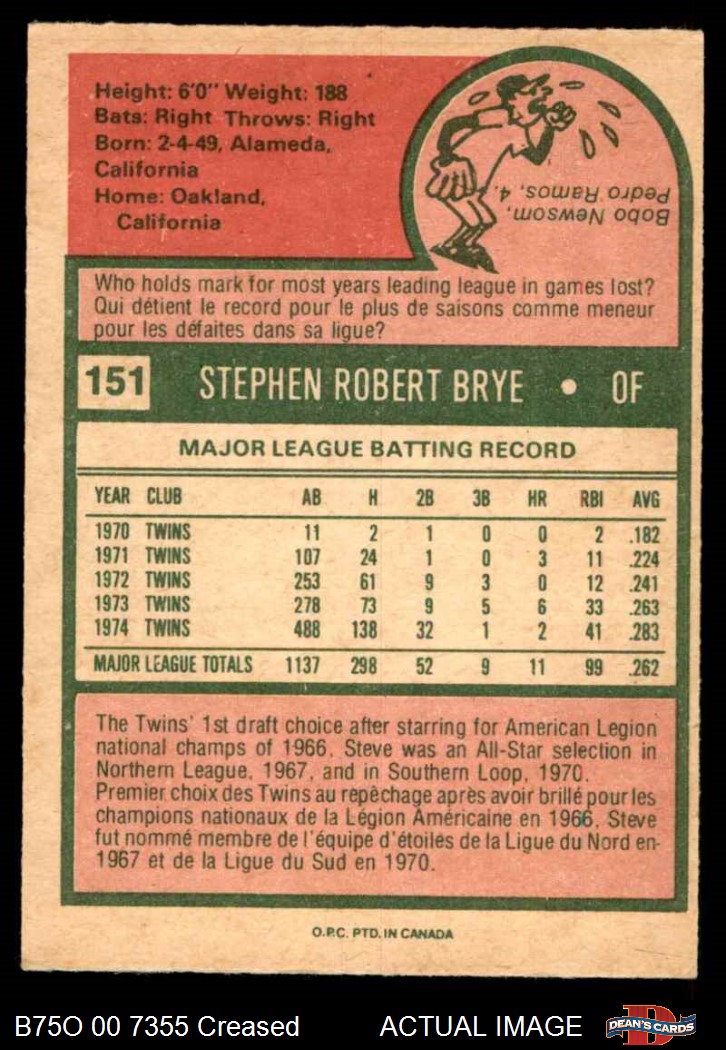 Height: 6'0" Weight: 188
Bats: Right Throws: Right
Born: 2-4-49, Alameda,
California
Home: Oakland,
California
Bobo Newsom,
Pedro Ramos, 4.
Who holds mark for most years leading league in games lost?
Qui détient le record pour le plus de saisons comme meneur
pour les défaites dans sa ligue?
151 STEPHEN ROBERT BRYE • OF
MAJOR LEAGUE BATTING RECORD
YEAR CLUB AB H 2B 3B HR RBI AVG
1970 TWINS 11 2 1 0 0 2 .182
1971 TWINS 107 24 1 0 3 11 .224
1972 TWINS 253 61 9 3 0 12 .241
1973 TWINS 278 73 9 5 6 33 .263
1974 TWINS 488 138 32 1 2 41 .283
MAJOR LEAGUE TOTALS 1137 298 52 9 11 99 .262
The Twins' 1st draft choice after starring for American Legion
national champs of 1966, Steve was an All-Star selection in
Northern League, 1967, and in Southern Loop, 1970.
Premier choix des Twins au repêchage après avoir brillé pour les
champions nationaux de la Légion Américaine en 1966, Steve
fut nommé membre de l'équipe d'étoiles de la Ligue du Nord en-
1967 et de la Ligue du Sud en 1970.
O.P.C. PTD. IN CANADA
B75O 00 7355 Creased ACTUAL IMAGE
DEAN'S CARDS